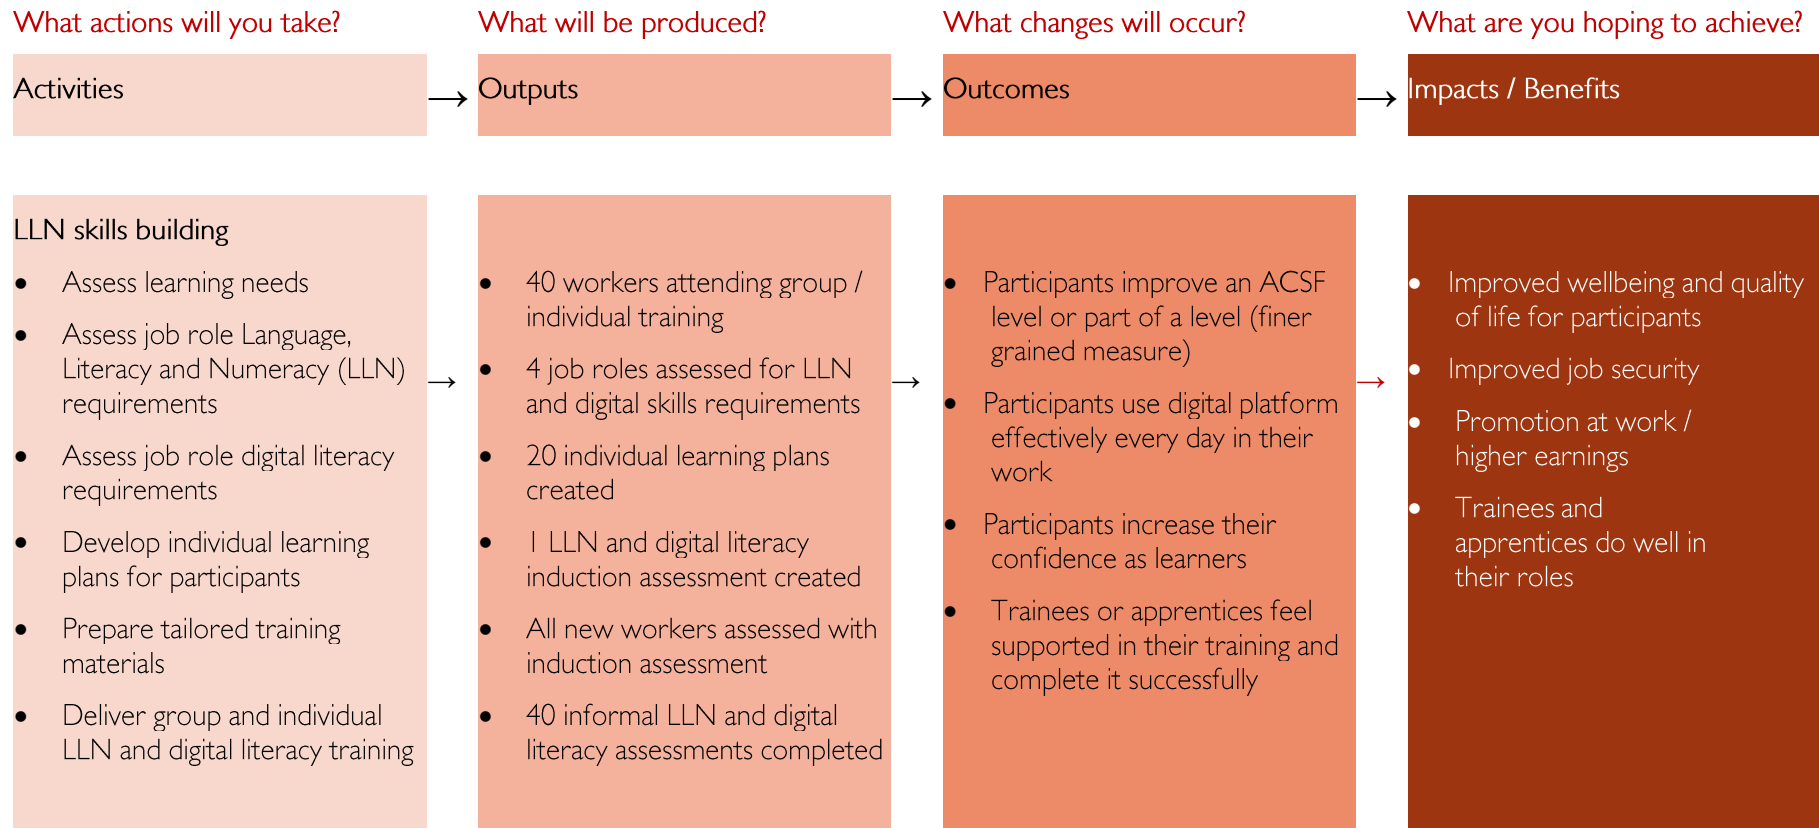 What actions will you take?
What will be produced?
What changes will occur?
What are you hoping to achieve?
Activities
→
Outputs
→
Outcomes
→
Impacts / Benefits
LLN skills building
• Assess learning needs
• Assess job role Language,
Literacy and Numeracy (LLN)
requirements
• Assess job role digital literacy
requirements
• Develop individual learning
plans for participants
• Prepare tailored training
materials
• Deliver group and individual
LLN and digital literacy training
→
• 40 workers attending group /
individual training
• 4 job roles assessed for LLN
and digital skills requirements
• 20 individual learning plans
created
• 1 LLN and digital literacy
induction assessment created
• All new workers assessed with
induction assessment
• 40 informal LLN and digital
literacy assessments completed
→
• Participants improve an ACSF
level or part of a level (finer
grained measure)
• Participants use digital platform
effectively every day in their
work
• Participants increase their
confidence as learners
• Trainees or apprentices feel
supported in their training and
complete it successfully
→
• Improved wellbeing and quality
of life for participants
• Improved job security
• Promotion at work /
higher earnings
• Trainees and
apprentices do well in
their roles